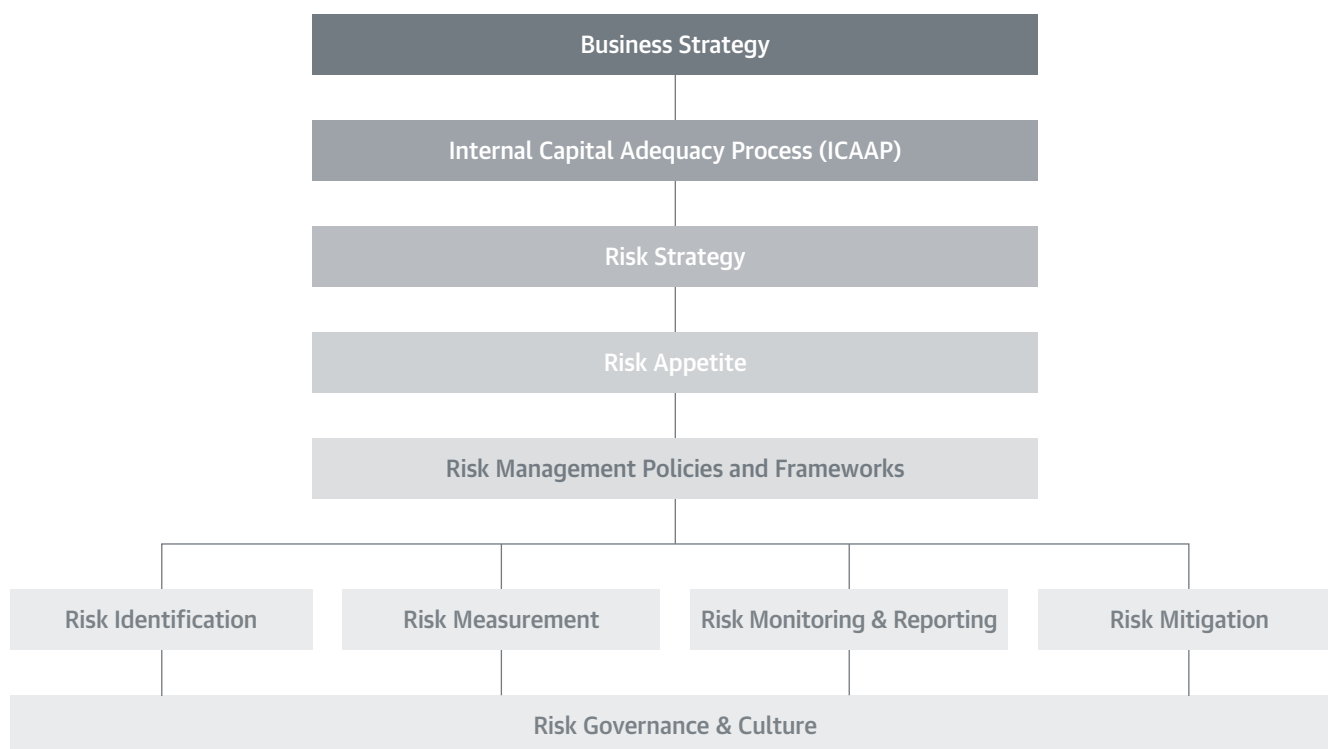 Business Strategy
Internal Capital Adequacy Process (ICAAP)
Risk Strategy
Risk Appetite
Risk Management Policies and Frameworks
Risk Identification
Risk Measurement
Risk Monitoring & Reporting
Risk Mitigation
Risk Governance & Culture